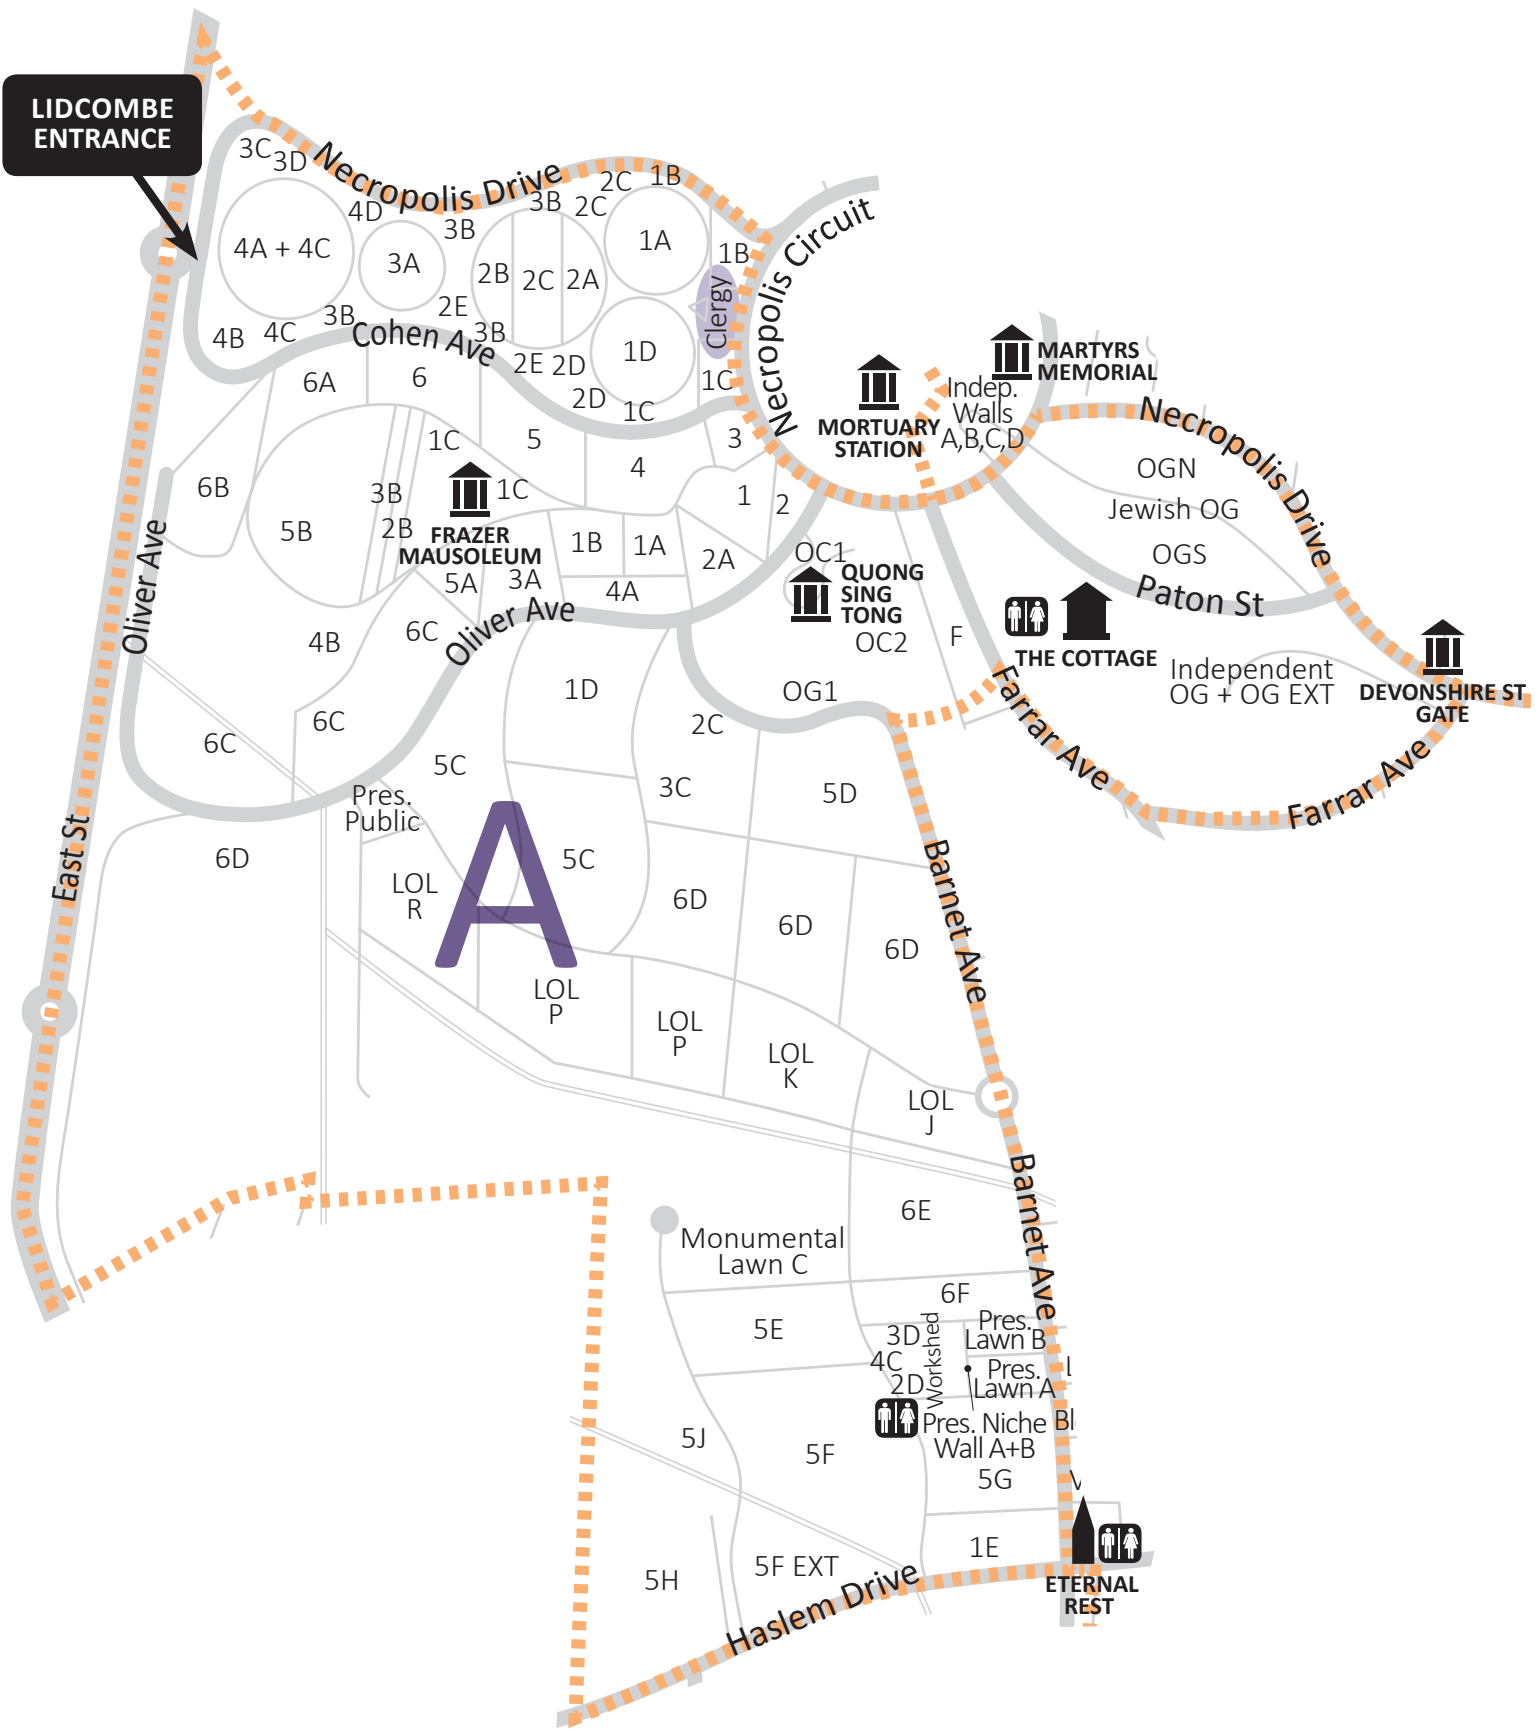 LIDCOMBE
ENTRANCE
Necropolis Drive
3C
3D
4D
3B
3B
2C
2C
1B
4A + 4C
3A
2B
2C
2A
1A
1B
Clergy
Necropolis Circuit
4B
4C
3B
2E
3B
Cohen Ave
2E
2D
1D
2D
1C
1C
6A
6
5
4
3
1C
1C
1
2
6B
5B
3B
2B
FRAZER
MAUSOLEUM
1B
1A
2A
5A
3A
4A
Oliver Ave
Oliver Ave
4B
6C
6C
6C
MARTYRS
MEMORIAL
MORTUARY
STATION
Indep.
Walls
A,B,C,D
Necropolis Drive
OGN
Jewish OG
OGS
Paton St
OC1
QUONG
SING
TONG
OC2
OG1
F
THE COTTAGE
Independent
OG + OG EXT
DEVONSHIRE ST
GATE
Farrar Ave
Farrar Ave
1D
2C
5C
3C
5D
Pres.
Public
5C
6D
East St
LOL
R
A
6D
6D
6D
Barnet Ave
LOL
P
LOL
P
LOL
K
LOL
J
Barnet Ave
6E
Monumental
Lawn C
6F
5E
3D
4C
2D
Workshed
Pres.
Lawn B
Pres.
Lawn A
Pres. Niche
Wall A+B
5J
5F
5G
1E
5H
5F EXT
Haslem Drive
ETERNAL
REST